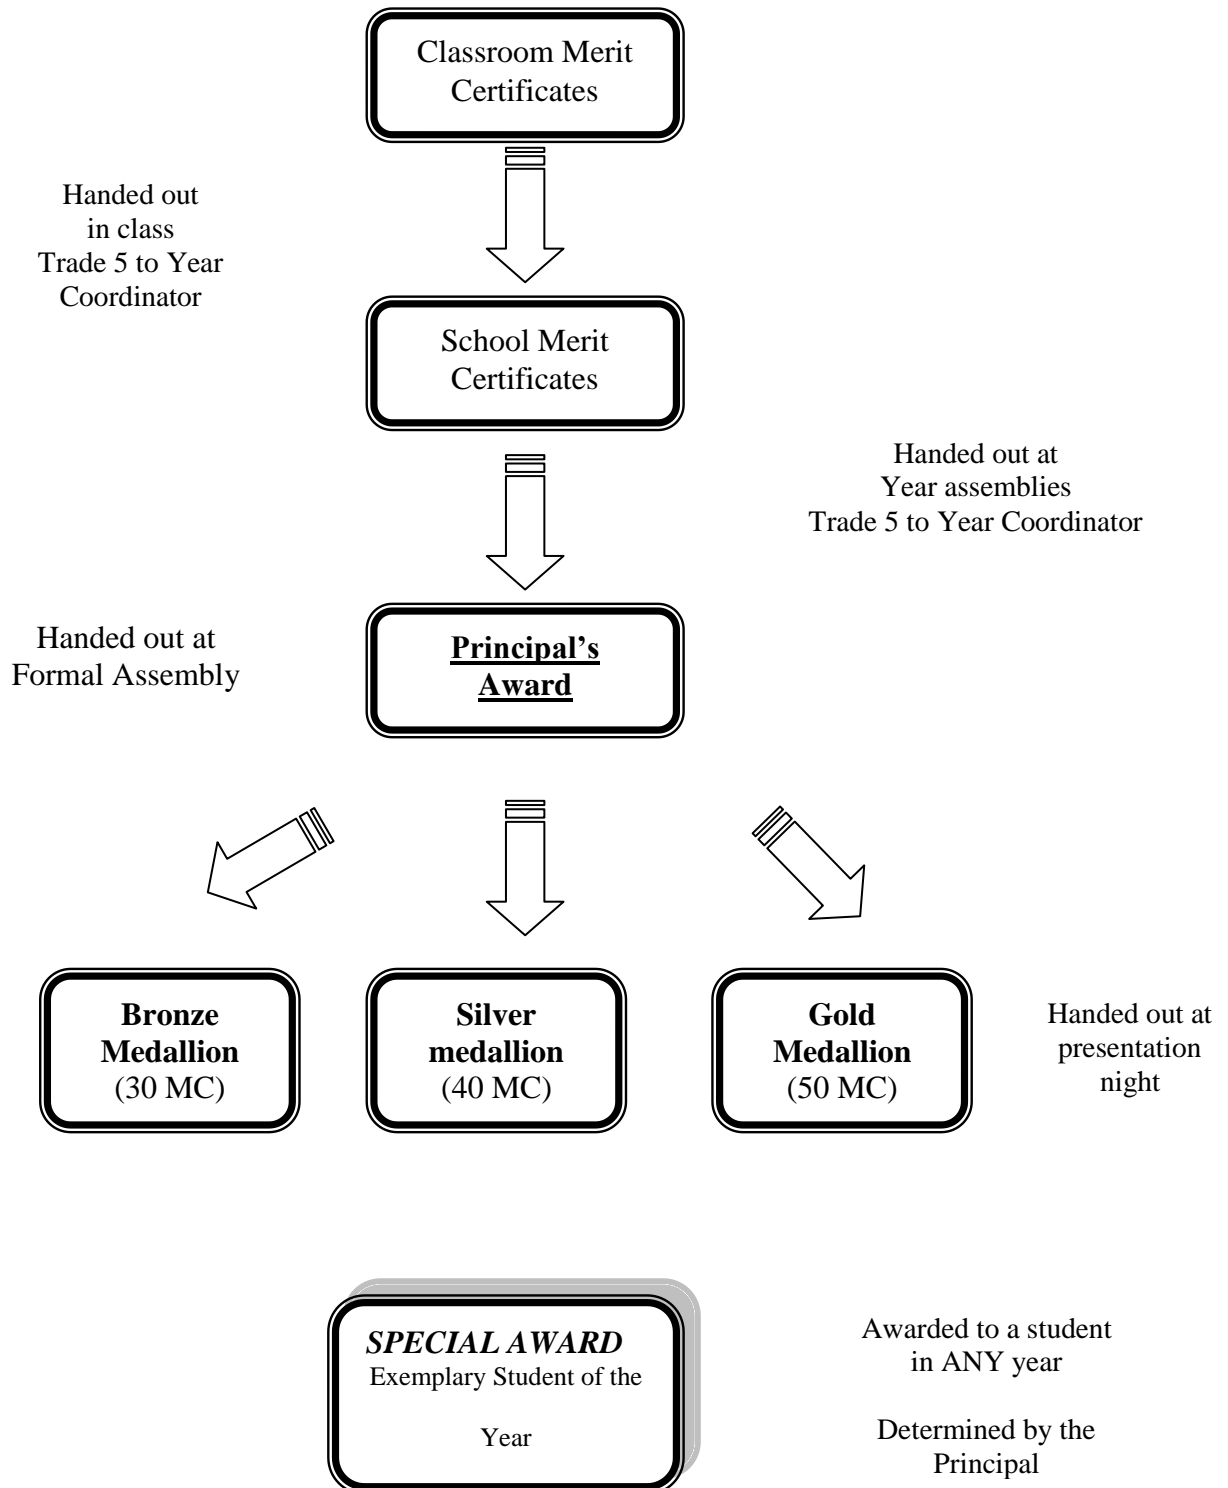 Classroom Merit
Certificates
Handed out
in class
Trade 5 to Year
Coordinator
School Merit
Certificates
Handed out at
Year assemblies
Trade 5 to Year Coordinator
Handed out at
Formal Assembly
Principal’s
Award
Bronze
Medallion
(30 MC)
Silver
medallion
(40 MC)
Gold
Medallion
(50 MC)
Handed out at
presentation
night
SPECIAL AWARD
Exemplary Student of the
Year
Awarded to a student
in ANY year
Determined by the
Principal